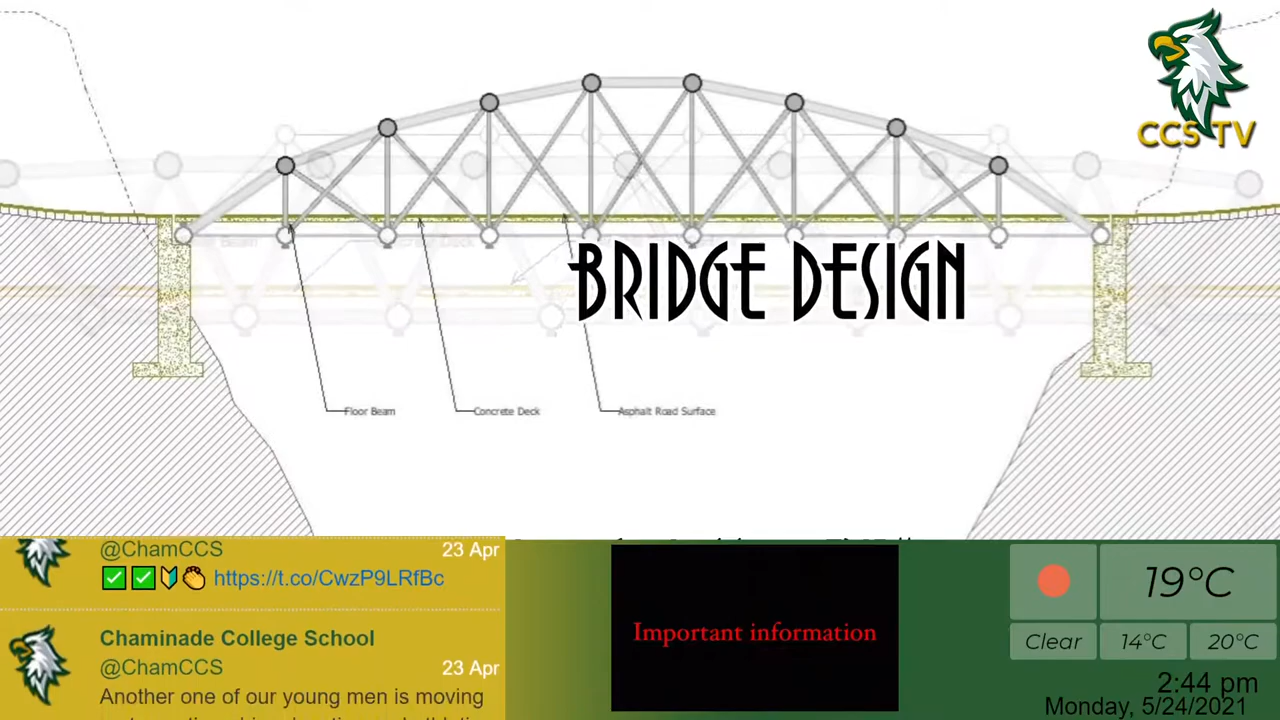 CCS TV
BRIDGE DESIGN
Floor Beam
Concrete Deck
Asphalt Road Surface
@ChamCCS
23 Apr
✅✅🔰👏 https://t.co/CwzP9LRfBc
Chaminade College School
@ChamCCS
23 Apr
Another one of our young men is moving
Important information
19°C
Clear
14°C
20°C
2:44 pm
Monday, 5/24/2021